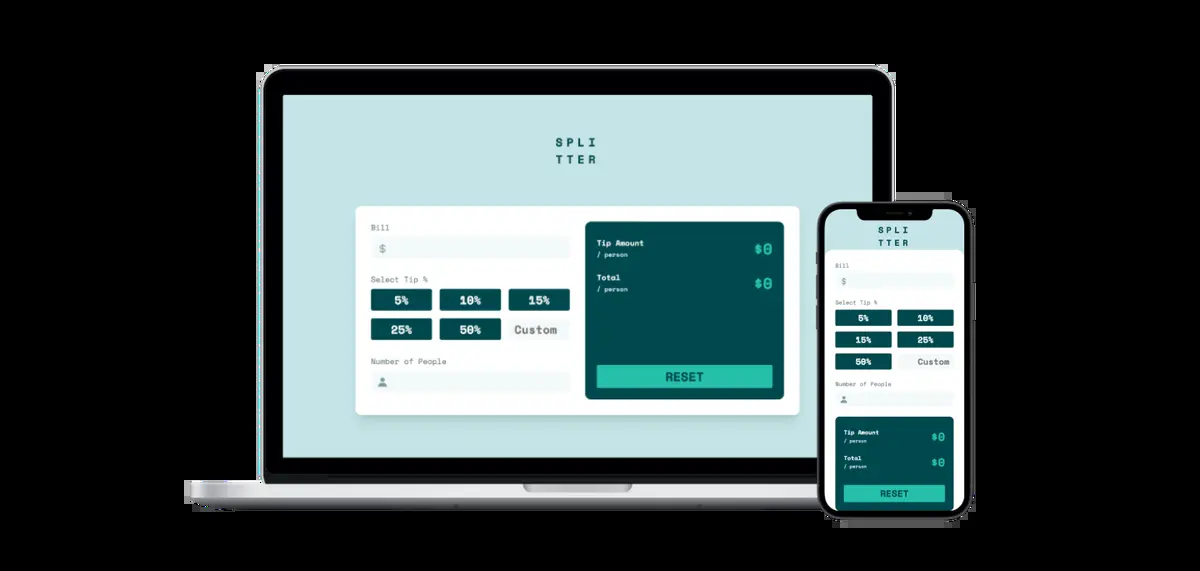 SPLI
TTER
Bill
$
Select Tip %
5% 10% 15%
25% 50% Custom
Number of People
Tip Amount
/ person
$0
Total
/ person
$0
RESET
SPLI
TTER
Bill
$
Select Tip %
5% 10%
15% 25%
50% Custom
Number of People
Tip Amount
/ person
$0
Total
/ person
$0
RESET